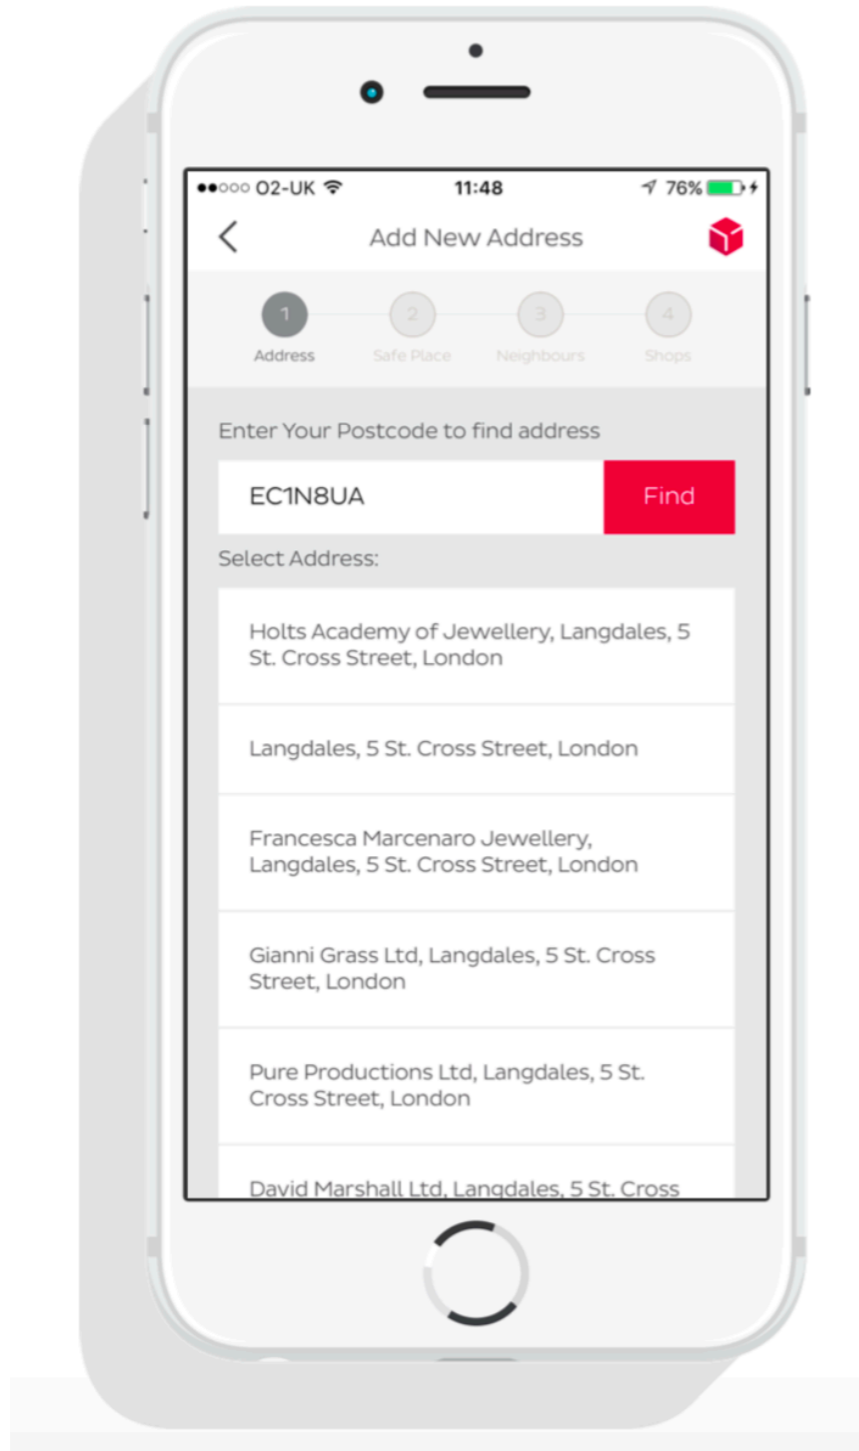 O2-UK 11:48 76%
Add New Address
1 2 3 4
Address Safe Place Neighbours Shops
Enter Your Postcode to find address
EC1N8UA Find
Select Address:
Holts Academy of Jewellery, Langdales, 5
St. Cross Street, London
Langdales, 5 St. Cross Street, London
Francesca Marcenaro Jewellery,
Langdales, 5 St. Cross Street, London
Gianni Grass Ltd, Langdales, 5 St. Cross
Street, London
Pure Productions Ltd, Langdales, 5 St.
Cross Street, London
David Marshall Ltd, Langdales, 5 St. Cross